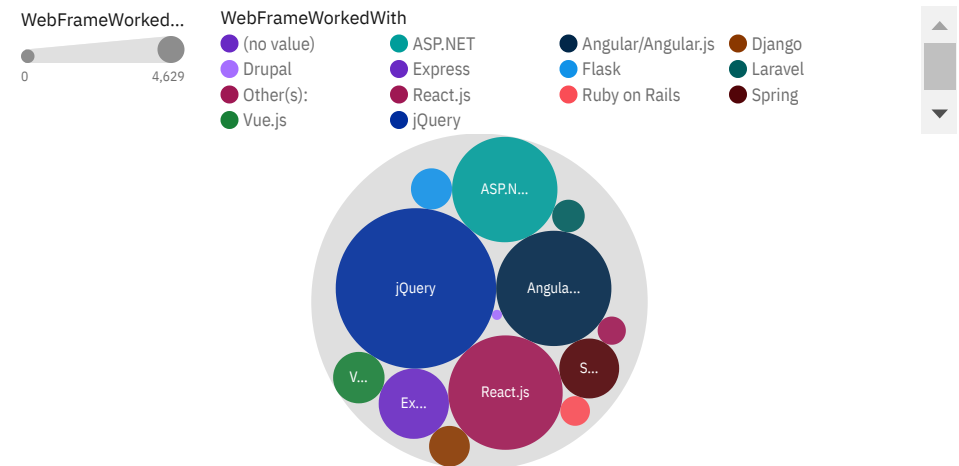 WebFrameWorked...
0 4,629
WebFrameWorkedWith
(no value) ASP.NET Angular/Angular.js Django
Drupal Express Flask Laravel
Other(s): React.js Ruby on Rails Spring
Vue.js jQuery
ASP.N...
jQuery
Angula...
S...
V...
React.js
Ex...